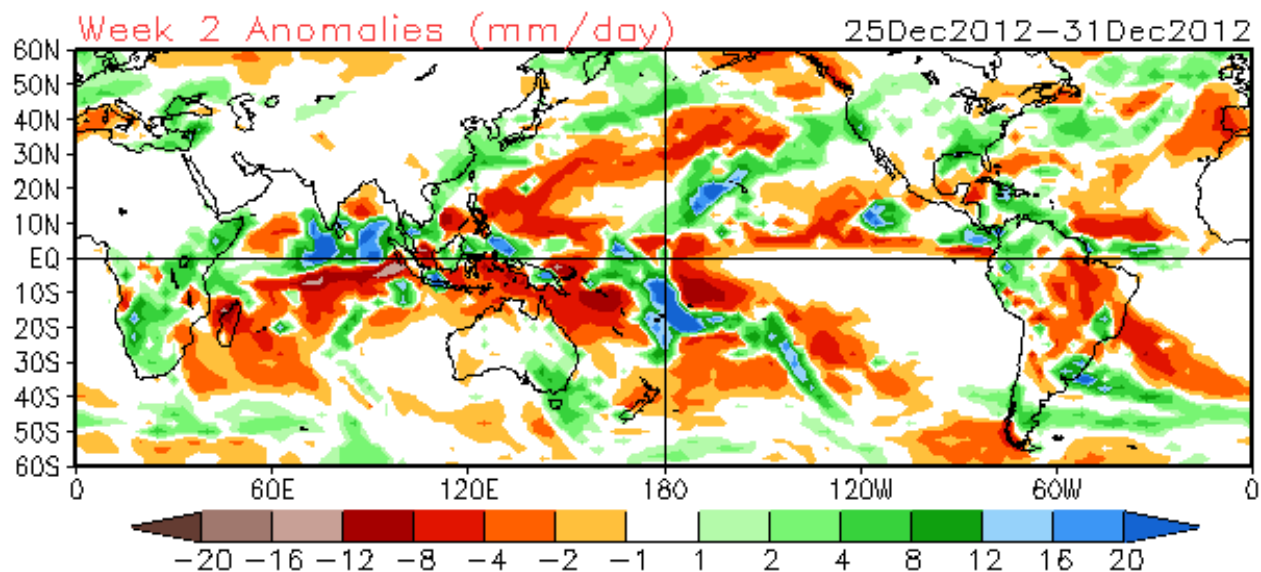 Week 2 Anomalies (mm/day) 25Dec2012-31Dec2012
60N
50N
40N
30N
20N
10N
EQ
10S
20S
30S
40S
50S
60S
0 60E 120E 180 120W 60W 0
-20 -16 -12 -8 -4 -2 -1 1 2 4 8 12 16 20